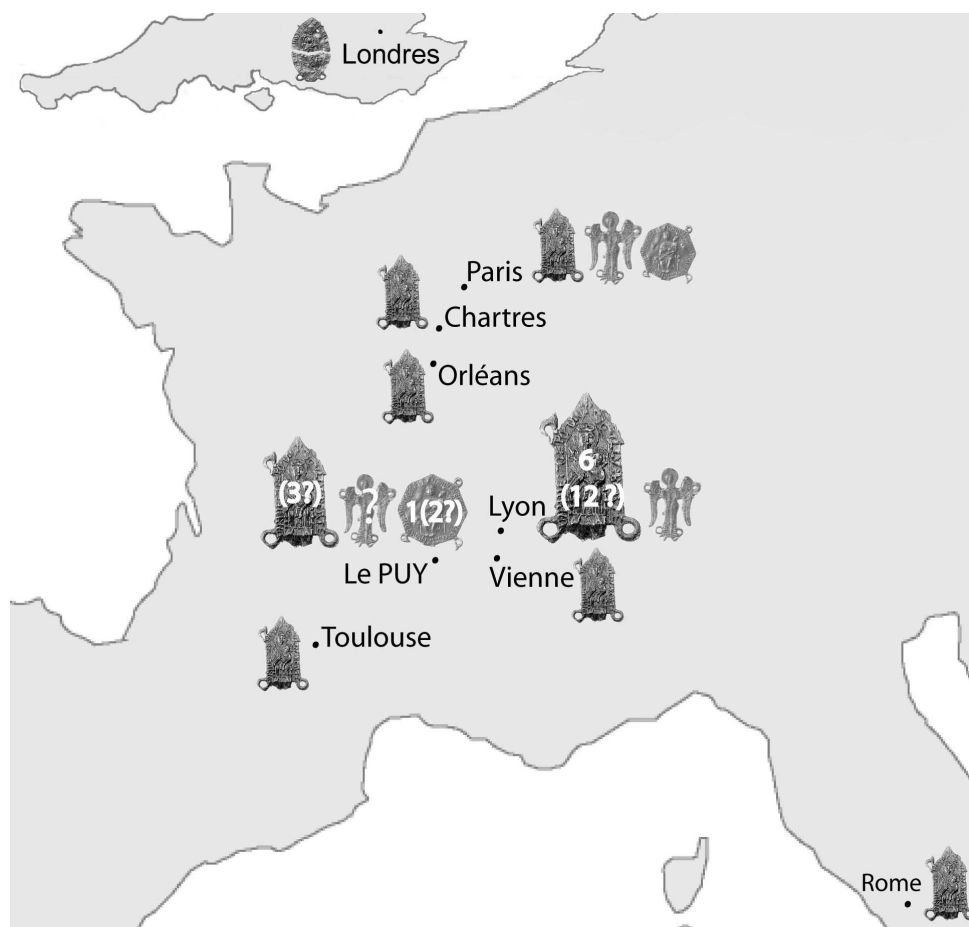 Londres
Paris
Chartres
Orléans
6
(12 ?)
(3?)
?
1(2?)
Lyon
Le PUY
Vienne
Toulouse
Rome